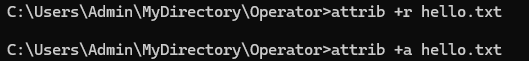 C:\Users\Admin\MyDirectory\Operator>attrib +r hello.txt
C:\Users\Admin\MyDirectory\Operator>attrib +a hello.txt